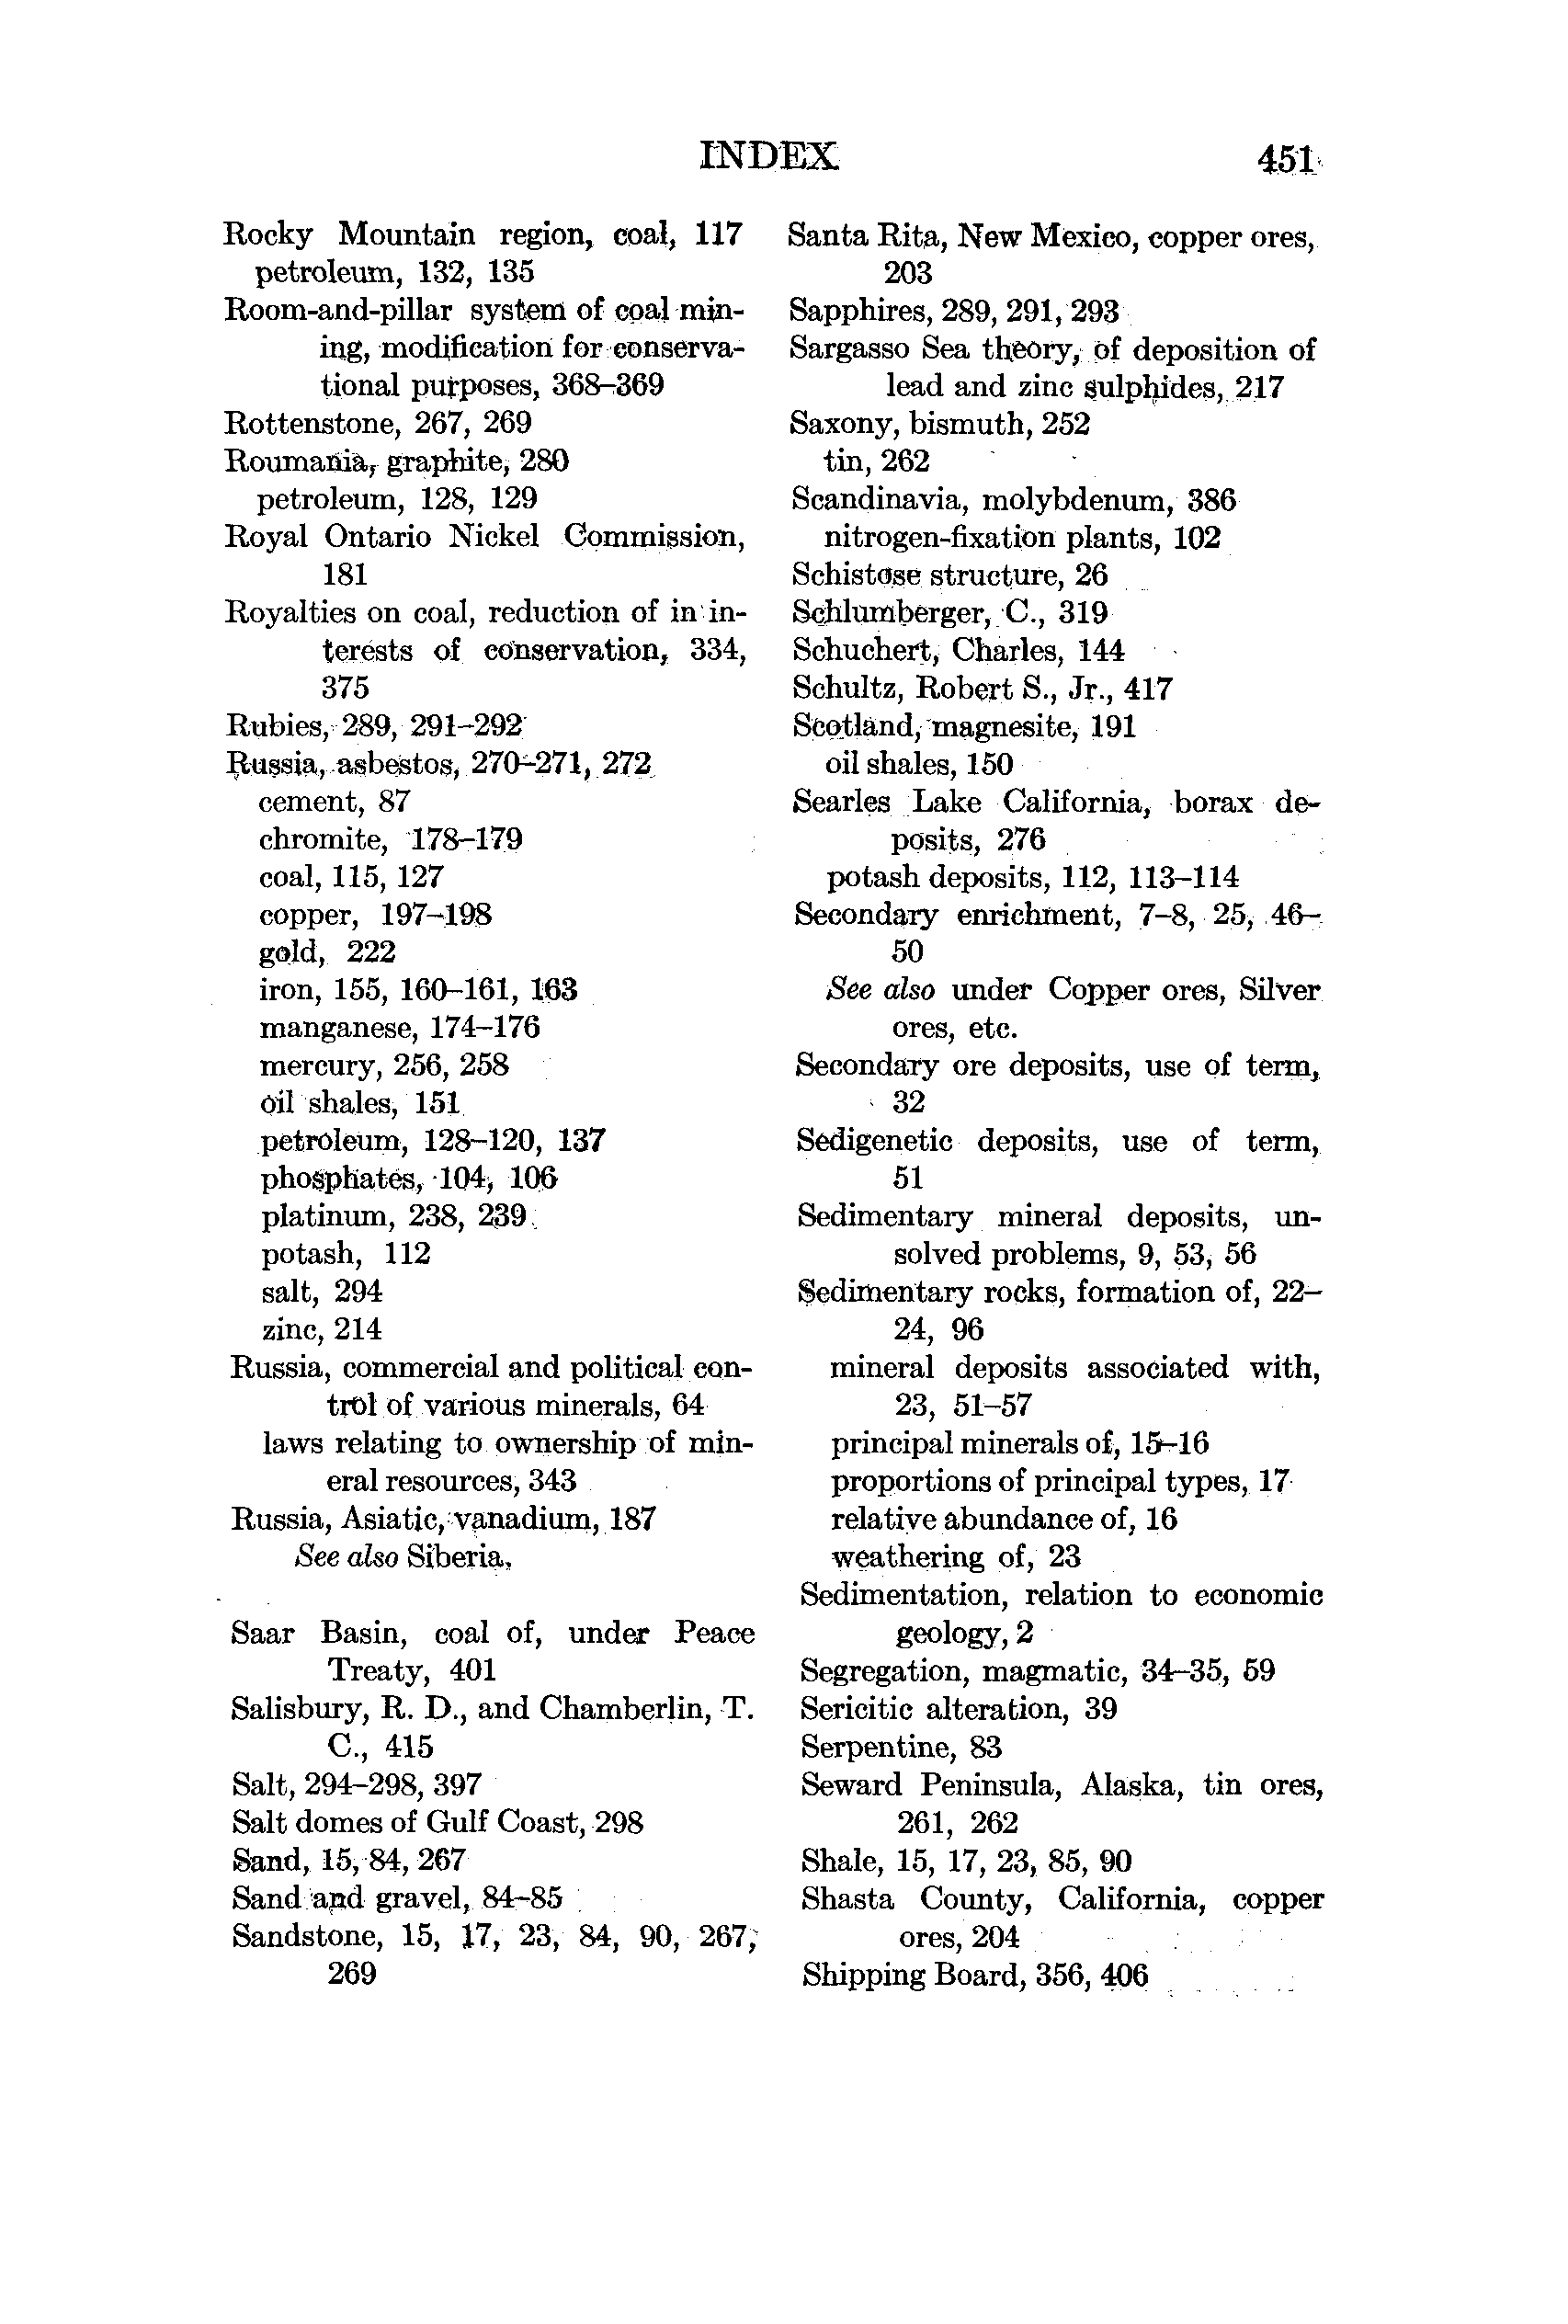 INDEX 451
Rocky Mountain region, coal, 117
petroleum, 132, 135
Room-and-pillar system of coal min-
ing, modification for conserva-
tional purposes, 368–369
Rottenstone, 267, 269
Roumania, graphite, 280
petroleum, 128, 129
Royal Ontario Nickel Commission,
181
Royalties on coal, reduction of in in-
terests of conservation, 334,
375
Rubies, 289, 291–292
Russia, asbestos, 270–271, 272
cement, 87
chromite, 178–179
coal, 115, 127
copper, 197–198
gold, 222
iron, 155, 160–161, 163
manganese, 174–176
mercury, 256, 258
oil shales, 151
petroleum, 128–120, 137
phosphates, 104, 106
platinum, 238, 239
potash, 112
salt, 294
zinc, 214
Russia, commercial and political con-
trol of various minerals, 64
laws relating to ownership of min-
eral resources, 343
Russia, Asiatic, vanadium, 187
See also Siberia.
Saar Basin, coal of, under Peace
Treaty, 401
Salisbury, R. D., and Chamberlin, T.
C., 415
Salt, 294–298, 397
Salt domes of Gulf Coast, 298
Sand, 15, 84, 267
Sand and gravel, 84–85
Sandstone, 15, 17, 23, 84, 90, 267,
269
Santa Rita, New Mexico, copper ores,
203
Sapphires, 289, 291, 293
Sargasso Sea theory, of deposition of
lead and zinc sulphides, 217
Saxony, bismuth, 252
tin, 262
Scandinavia, molybdenum, 386
nitrogen-fixation plants, 102
Schistose structure, 26
Schlumberger, C., 319
Schuchert, Charles, 144
Schultz, Robert S., Jr., 417
Scotland, magnesite, 191
oil shales, 150
Searles Lake California, borax de-
posits, 276
potash deposits, 112, 113–114
Secondary enrichment, 7–8, 25, 46–
50
See also under Copper ores, Silver
ores, etc.
Secondary ore deposits, use of term,
32
Sedigenetic deposits, use of term,
51
Sedimentary mineral deposits, un-
solved problems, 9, 53, 56
Sedimentary rocks, formation of, 22–
24, 96
mineral deposits associated with,
23, 51–57
principal minerals of, 15–16
proportions of principal types, 17
relative abundance of, 16
weathering of, 23
Sedimentation, relation to economic
geology, 2
Segregation, magmatic, 34–35, 59
Sericitic alteration, 39
Serpentine, 83
Seward Peninsula, Alaska, tin ores,
261, 262
Shale, 15, 17, 23, 85, 90
Shasta County, California, copper
ores, 204
Shipping Board, 356, 406